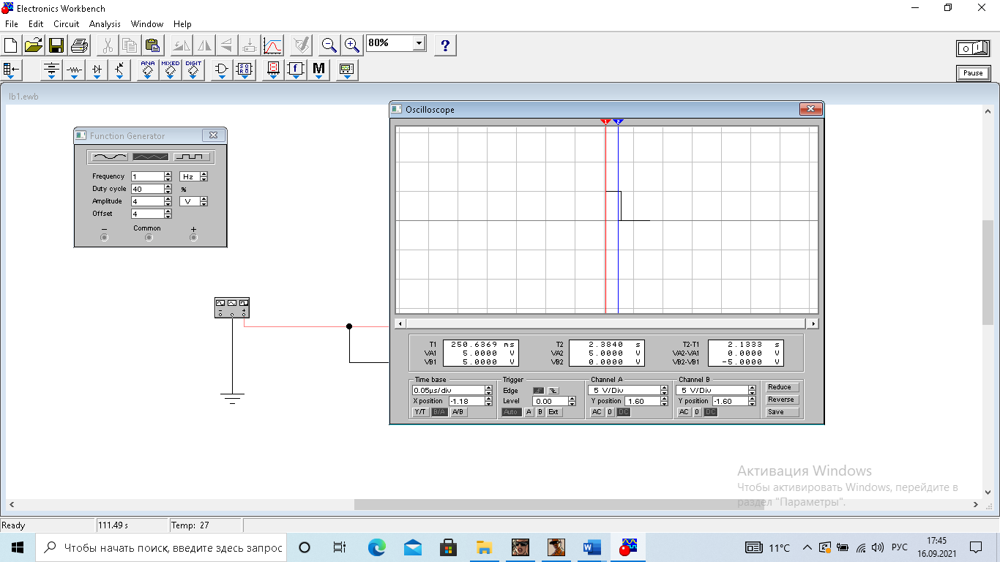 Electronics Workbench
File Edit Circuit Analysis Window Help
80% ?
0 1
ANA MIXED DIGIT
f M
Pause
lb1.ewb
Oscilloscope
Function Generator
1 2
Frequency 1 Hz
Duty cycle 40 %
Amplitude 4 V
Offset 4
− Common +
T1 250.6369 ms T2 2.3840 s T2-T1 2.1333 s
VA1 5.0000 V VA2 5.0000 V VA2-VA1 0.0000 V
VB1 5.0000 V VB2 0.0000 V VB2-VB1 -5.0000 V
Time base Trigger Channel A Channel B Reduce
0.05µs/div Edge 5 V/Div 5 V/Div
X position -1.18 Level 0.00 Y position 1.60 Y position -1.60 Reverse
Y/T B/A A/B Auto A B Ext AC 0 DC AC 0 DC Save
Активация Windows
Чтобы активировать Windows, перейдите в
раздел "Параметры".
Ready 111.49 s Temp: 27
Чтобы начать поиск, введите здесь запрос
11°C РУС 17:45
16.09.2021